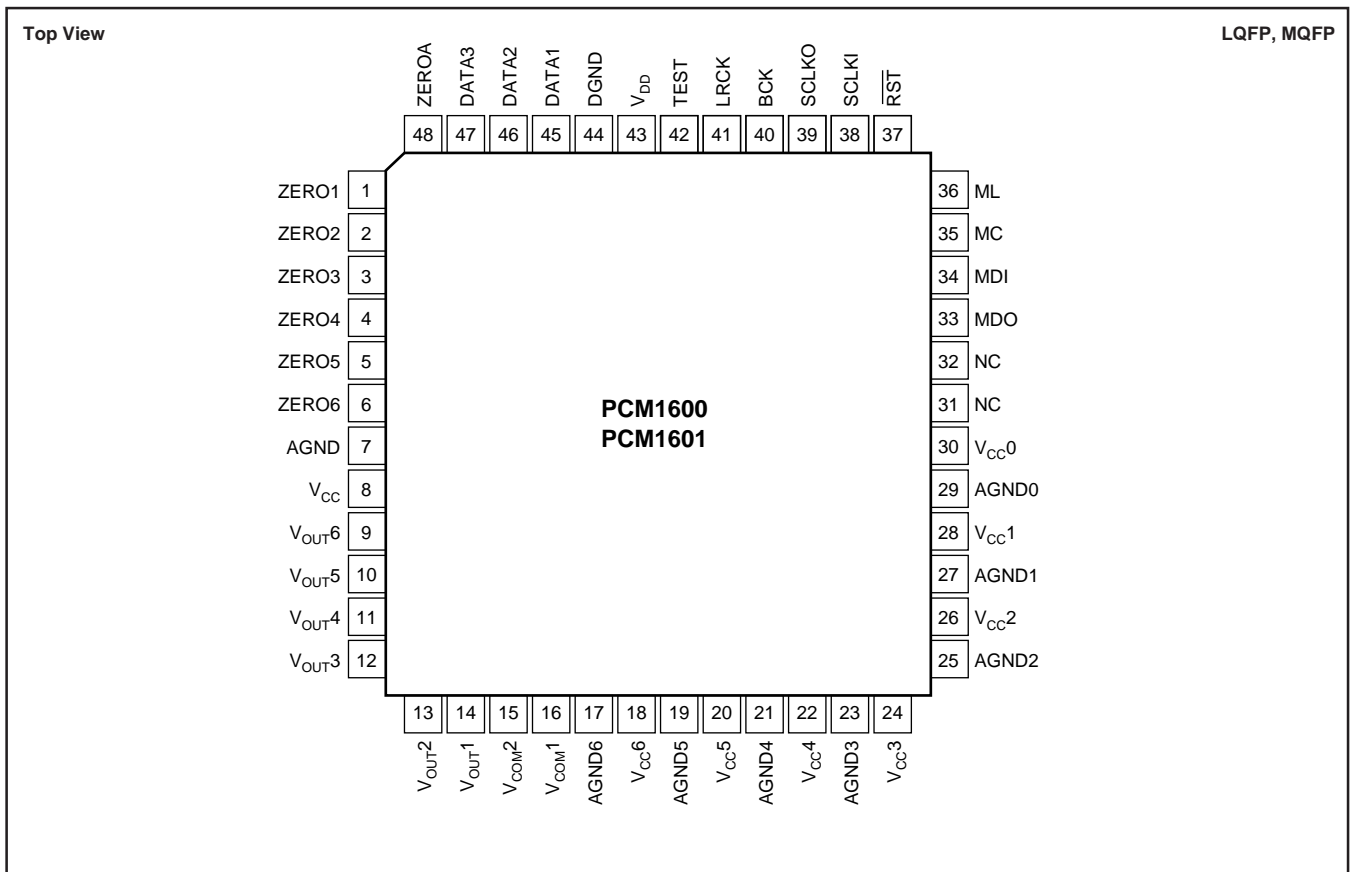 Top View
LQFP, MQFP
ZEROA DATA3 DATA2 DATA1 DGND VDD TEST LRCK BCK SCLKO SCLKI RST
48 47 46 45 44 43 42 41 40 39 38 37
ZERO1 1
ZERO2 2
ZERO3 3
ZERO4 4
ZERO5 5
ZERO6 6
AGND 7
VCC 8
VOUT6 9
VOUT5 10
VOUT4 11
VOUT3 12
PCM1600
PCM1601
36 ML
35 MC
34 MDI
33 MDO
32 NC
31 NC
30 VCC0
29 AGND0
28 VCC1
27 AGND1
26 VCC2
25 AGND2
13 14 15 16 17 18 19 20 21 22 23 24
VOUT2 VOUT1 VCOM2 VCOM1 AGND6 VCC6 AGND5 VCC5 AGND4 VCC4 AGND3 VCC3